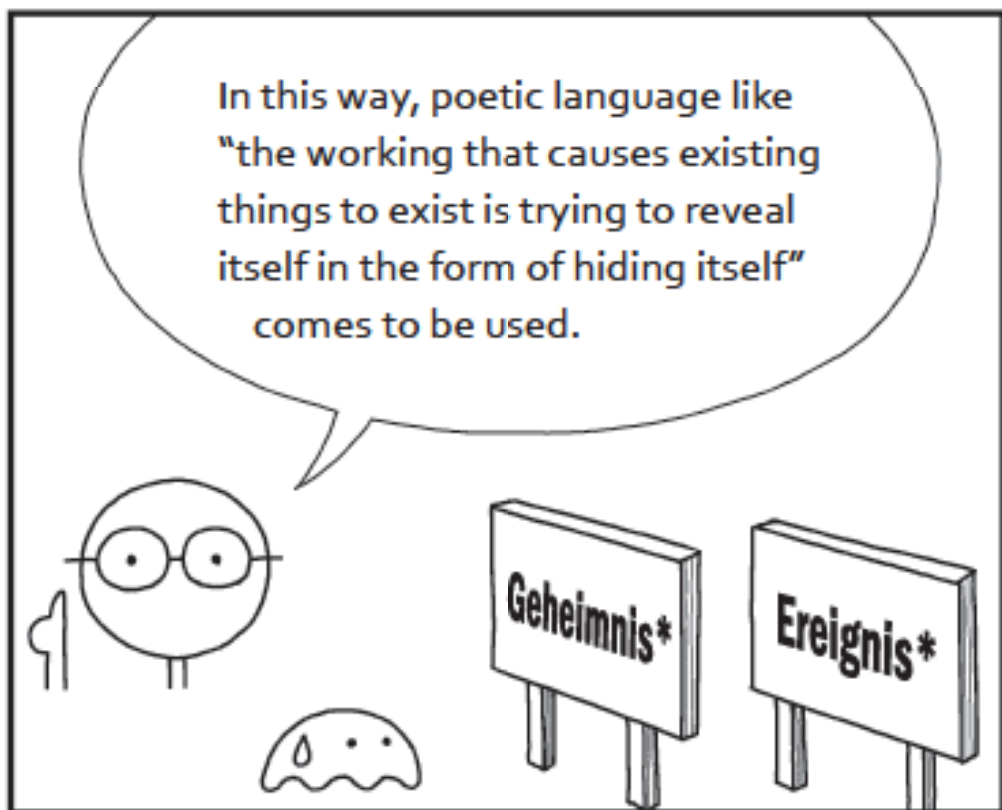 In this way, poetic language like
“the working that causes existing
things to exist is trying to reveal
itself in the form of hiding itself”
comes to be used.
Geheimnis*
Ereignis*